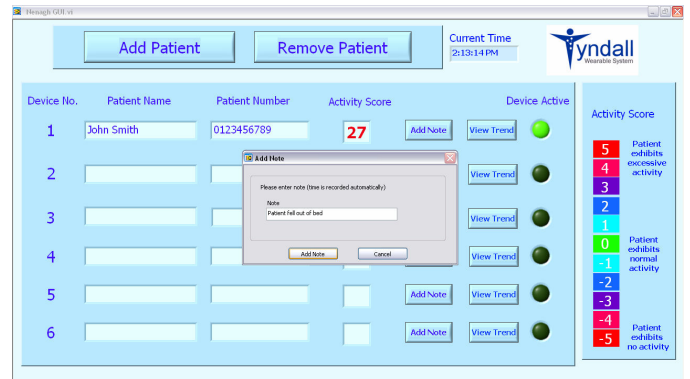 Nenagh GUI.vi
Add Patient
Remove Patient
Current Time
2:13:14 PM
Tyndall
Wearable System
Device No. Patient Name Patient Number Activity Score Device Active
1 John Smith 0123456789 27 Add Note View Trend
Add Note
2 View Trend
Please enter note (time is recorded automatically)
Note
Patient fell out of bed
3 View Trend
Add Note Cancel
4 View Trend
5 Add Note View Trend
6 Add Note View Trend
Activity Score
5 Patient
exhibits
4 excessive
activity
3
2
1
0 Patient
exhibits
-1 normal
activity
-2
-3
-4 Patient
-5 exhibits
no activity